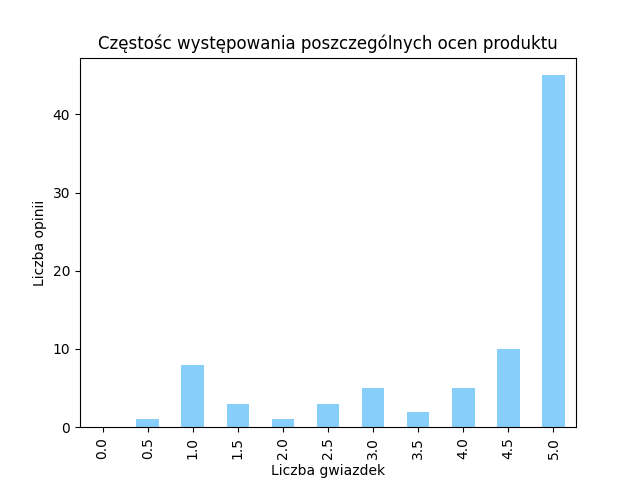 Częstośc występowania poszczególnych ocen produktu
Liczba opinii
40
30
20
10
0
0.0 0.5 1.0 1.5 2.0 2.5 3.0 3.5 4.0 4.5 5.0
Liczba gwiazdek